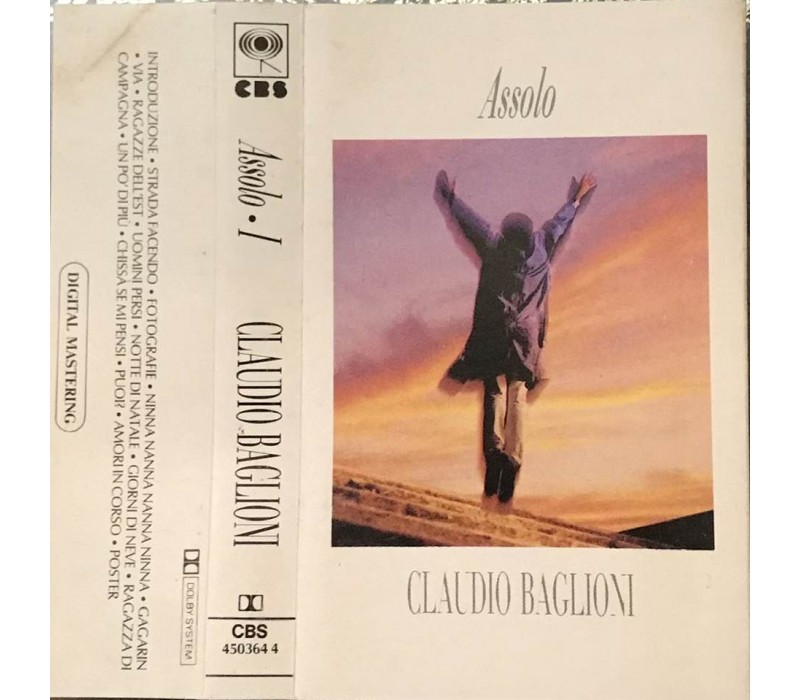 INTRODUZIONE • STRADA FACENDO • FOTOGRAFIE • NINNA NANNA NANNA NINNA • GAGARIN
• VIA • RAGAZZE DELL'EST • UOMINI PERSI • NOTTE DI NATALE • GIORNI DI NEVE • RAGAZZA DI
CAMPAGNA • UN PO' DI PIÙ • CHISSÀ SE MI PENSI • PUOR' • AMORI IN CORSO • POSTER
DIGITAL MASTERING
DOLBY SYSTEM
CBS
Assolo • I
CLAUDIO BAGLIONI
CBS
450364 4
Assolo
CLAUDIO BAGLIONI